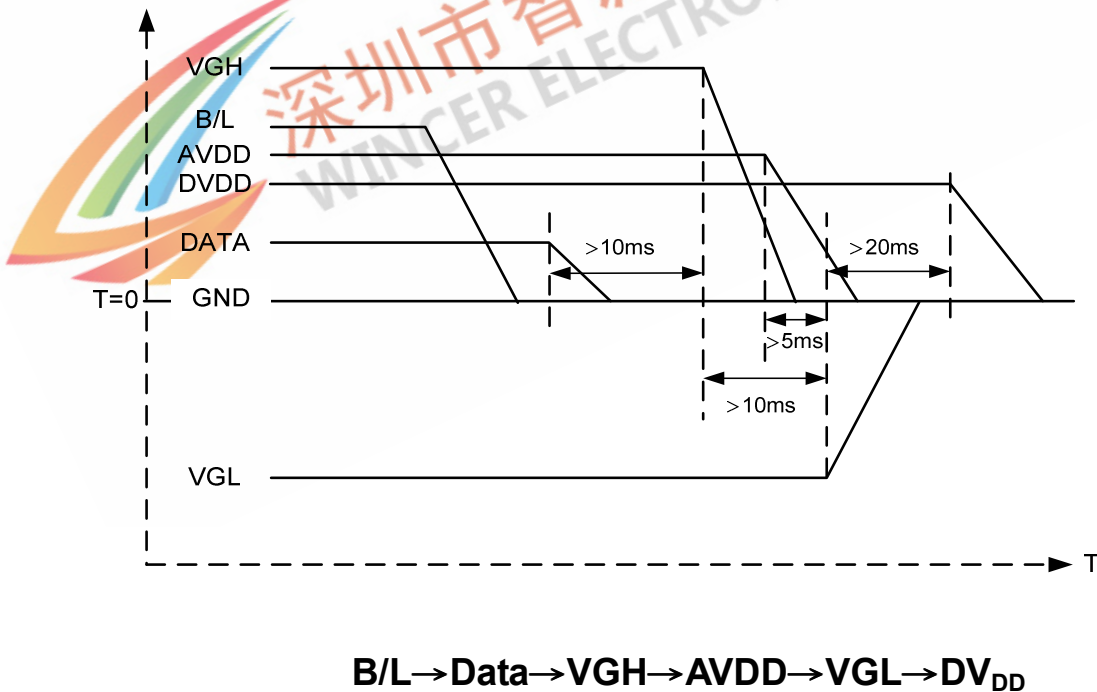 深圳市智
WINCER ELECTRO
VGH
B/L
AVDD
DVDD
DATA
>10ms
>20ms
T=0
GND
>5ms
>10ms
VGL
T
B/L→Data→VGH→AVDD→VGL→DVDD